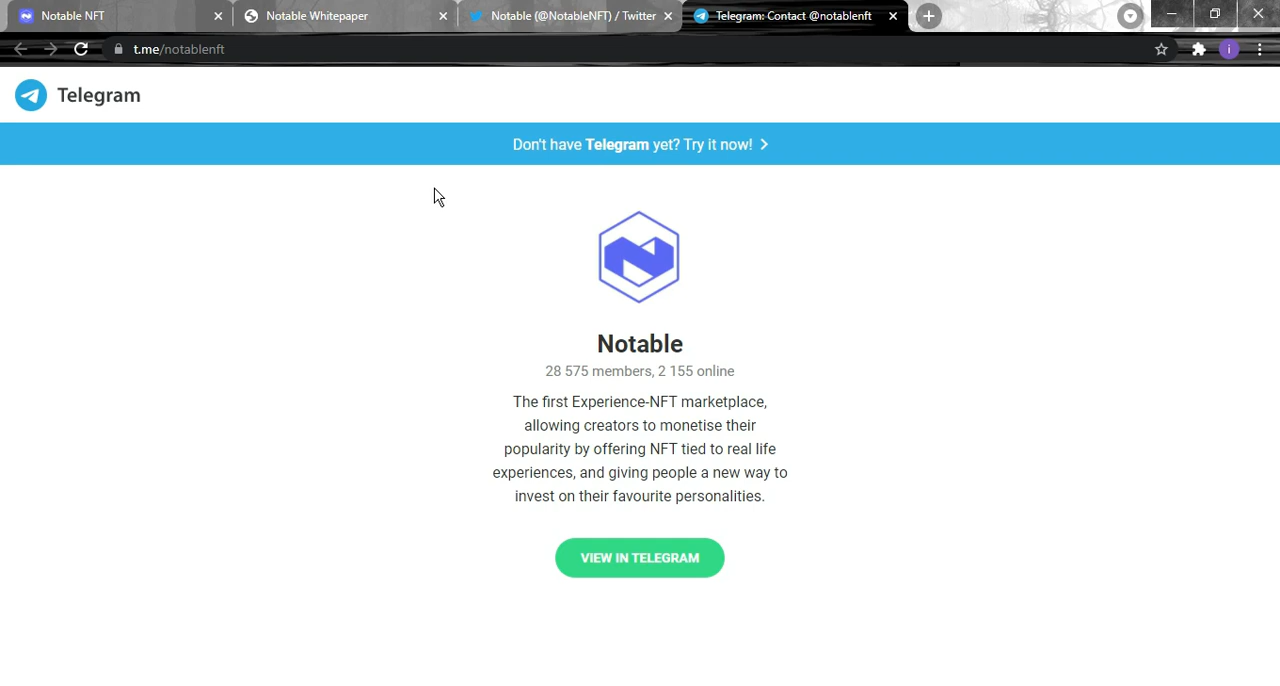 Notable NFT
Notable Whitepaper
Notable (@NotableNFT) / Twitter
Telegram: Contact @notablenft
t.me/notablenft
i
Telegram
Don't have Telegram yet? Try it now!
Notable
28 575 members, 2 155 online
The first Experience-NFT marketplace,
allowing creators to monetise their
popularity by offering NFT tied to real life
experiences, and giving people a new way to
invest on their favourite personalities.
VIEW IN TELEGRAM